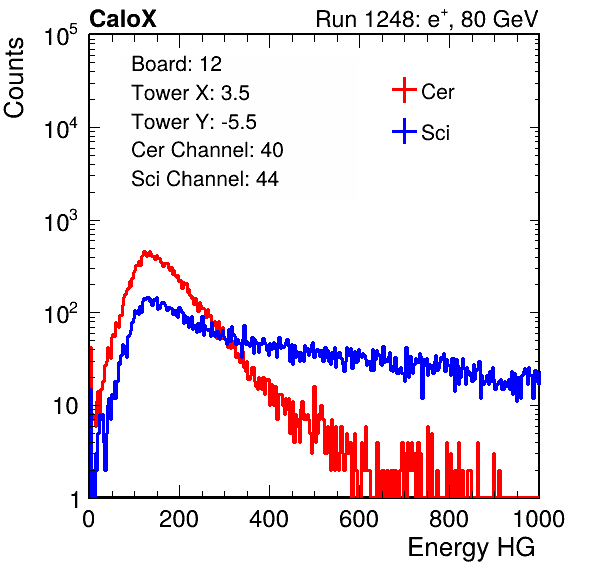 CaloX
Run 1248: e⁺, 80 GeV
Counts
10⁵
10⁴
10³
10²
10
1
Board: 12
Tower X: 3.5
Tower Y: -5.5
Cer Channel: 40
Sci Channel: 44
Cer
Sci
0 200 400 600 800 1000
Energy HG